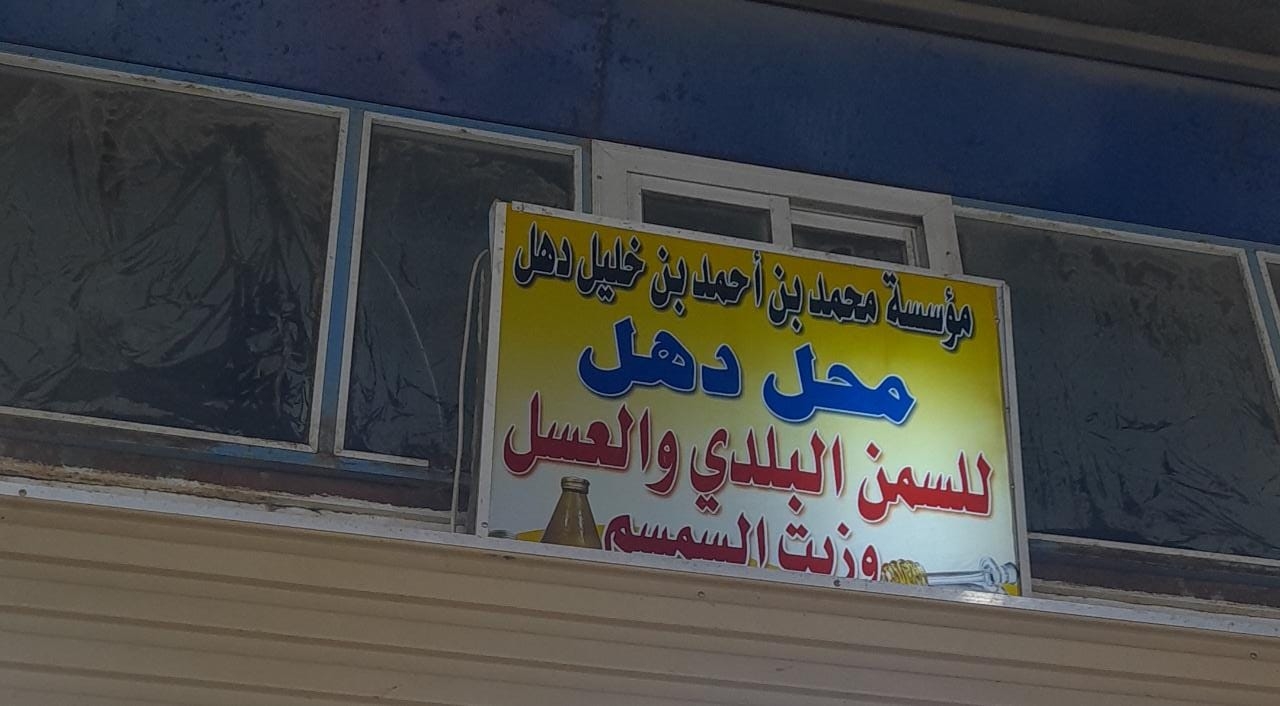 مؤسسة محمد بن أحمد بن خليل دهل
محل دهل
للسمن البلدي والعسل
وزيت السمسم